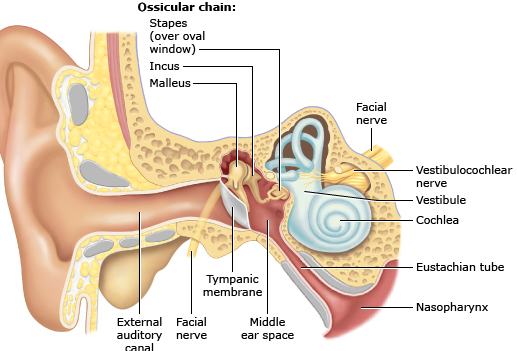 Ossicular chain:
Stapes
(over oval
window)
Incus
Malleus
Facial
nerve
Vestibulocochlear
nerve
Vestibule
Cochlea
Eustachian tube
Nasopharynx
Tympanic
membrane
External
auditory
canal
Facial
nerve
Middle
ear space